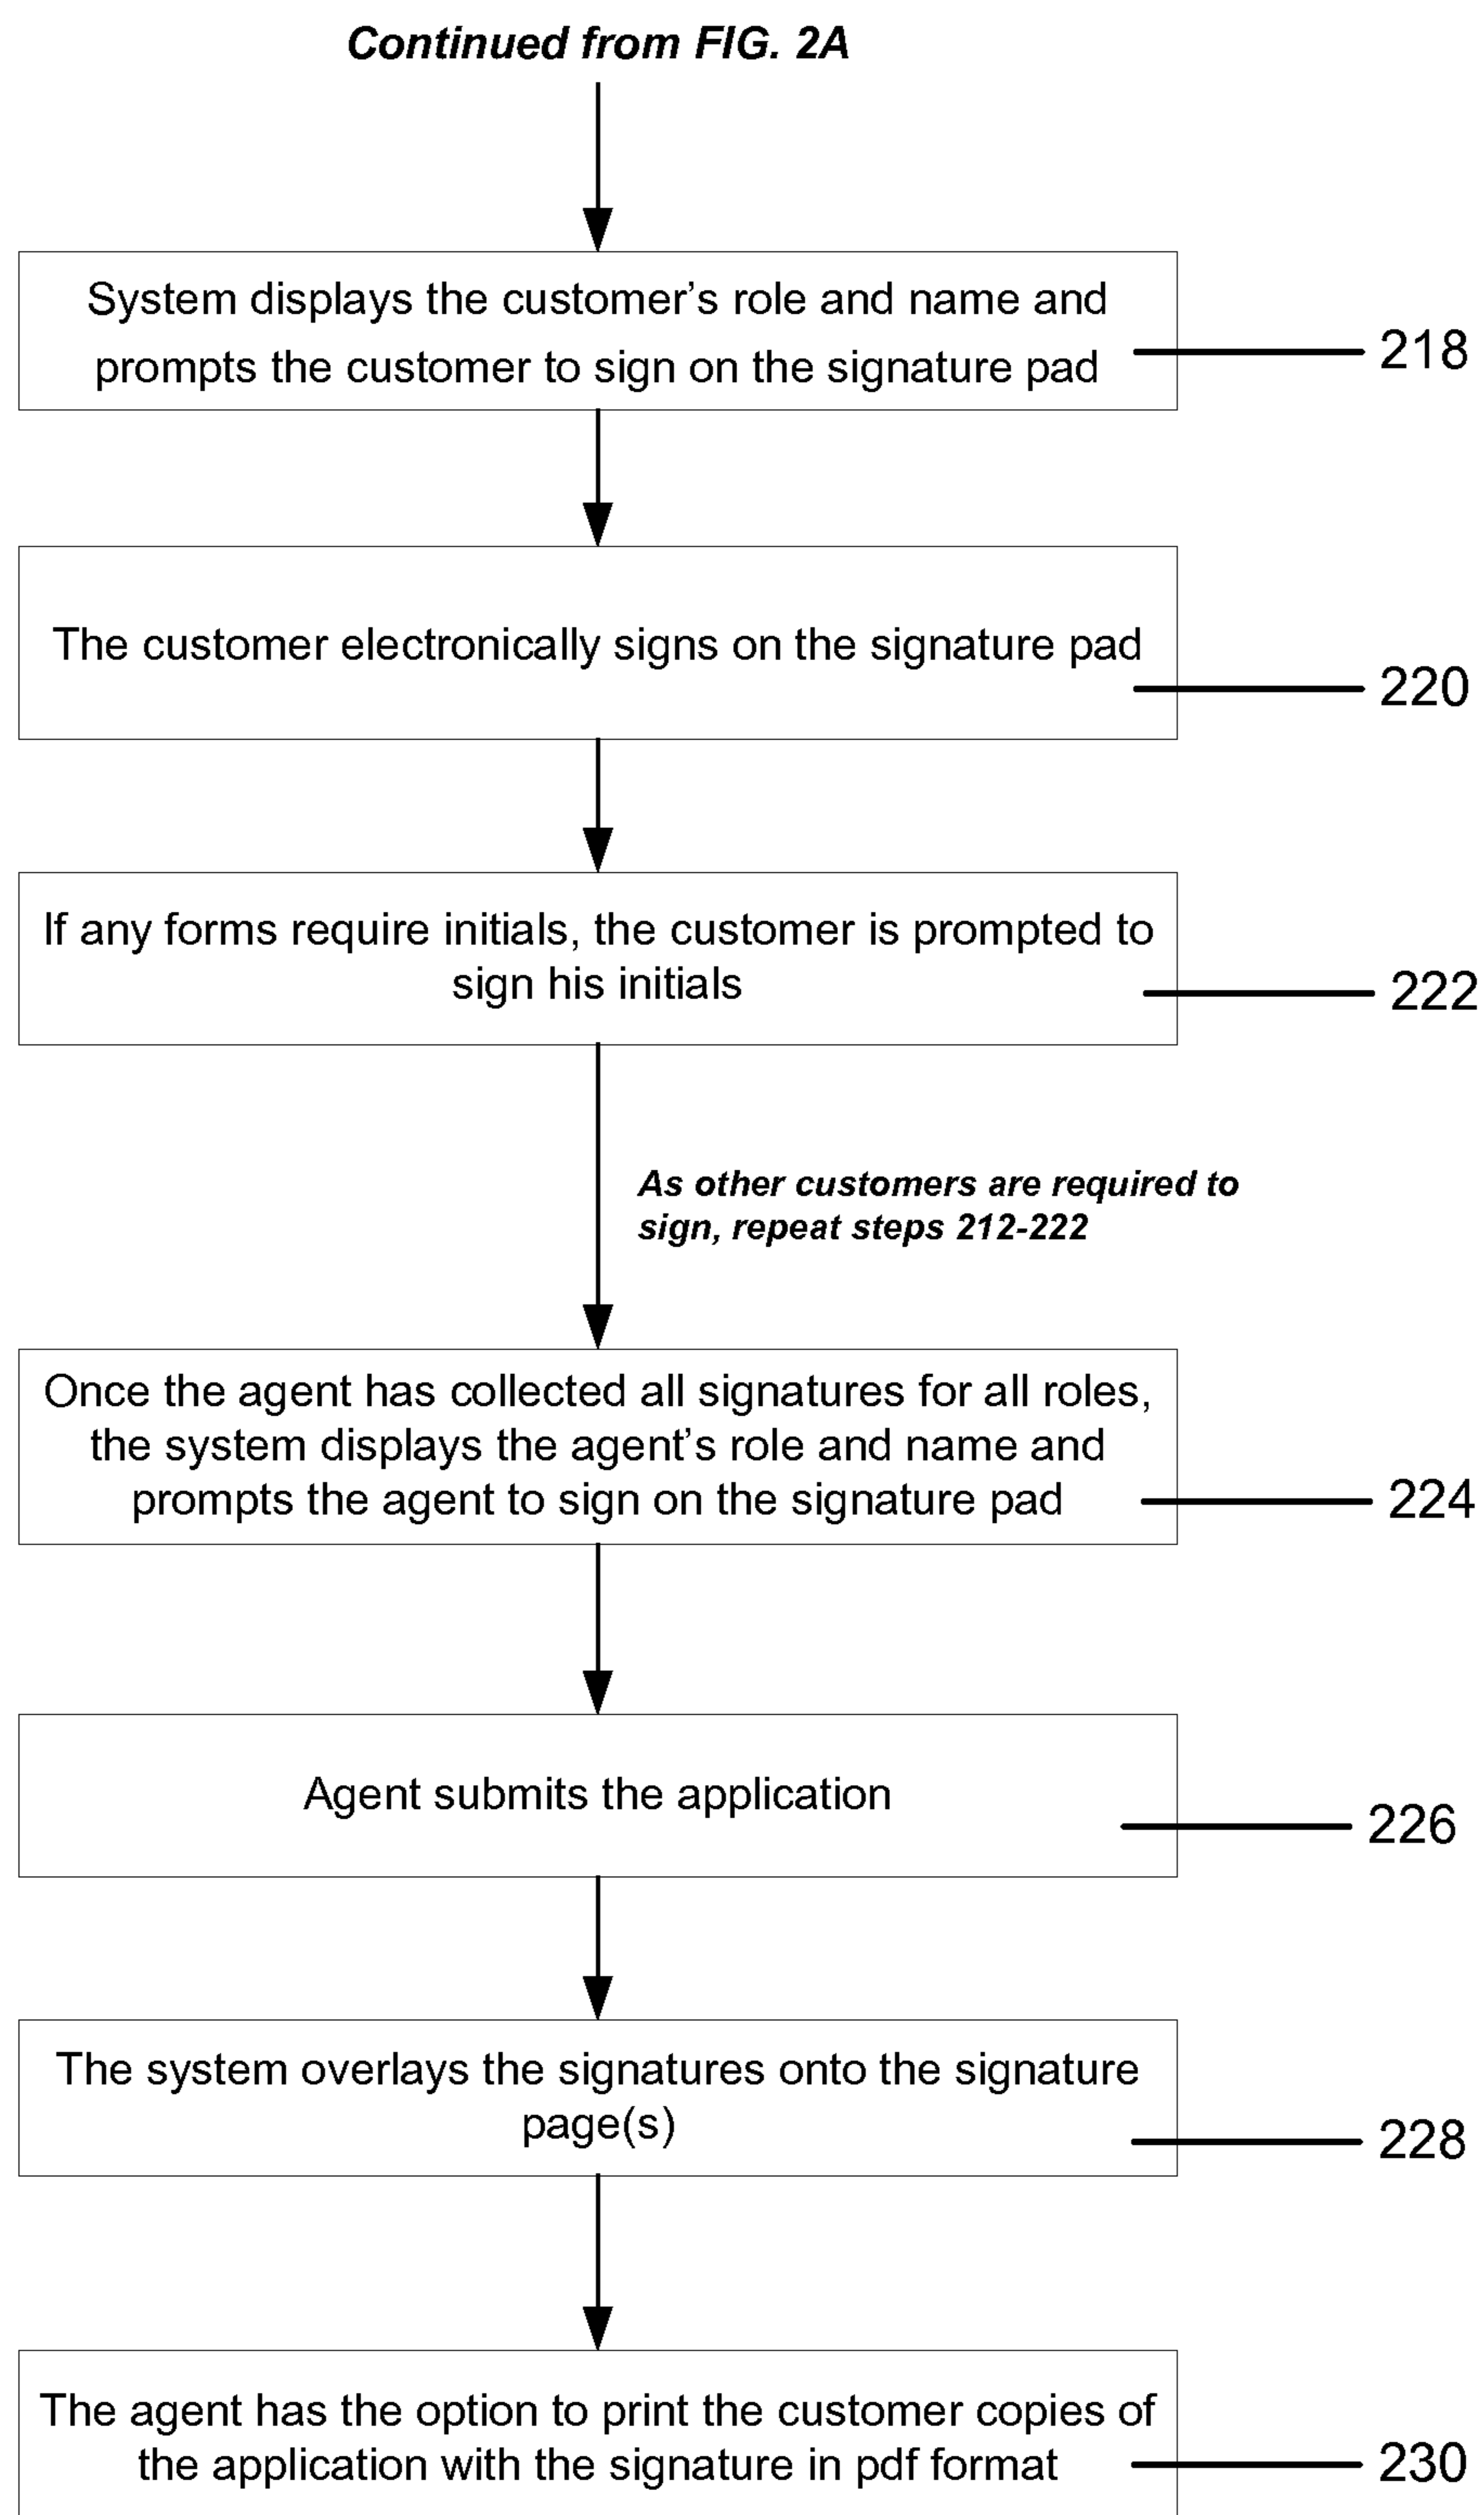 Continued from FIG. 2A
System displays the customer's role and name and
prompts the customer to sign on the signature pad
218
The customer electronically signs on the signature pad
220
If any forms require initials, the customer is prompted to
sign his initials
222
As other customers are required to
sign, repeat steps 212-222
Once the agent has collected all signatures for all roles,
the system displays the agent's role and name and
prompts the agent to sign on the signature pad
224
Agent submits the application
226
The system overlays the signatures onto the signature
page(s)
228
The agent has the option to print the customer copies of
the application with the signature in pdf format
230